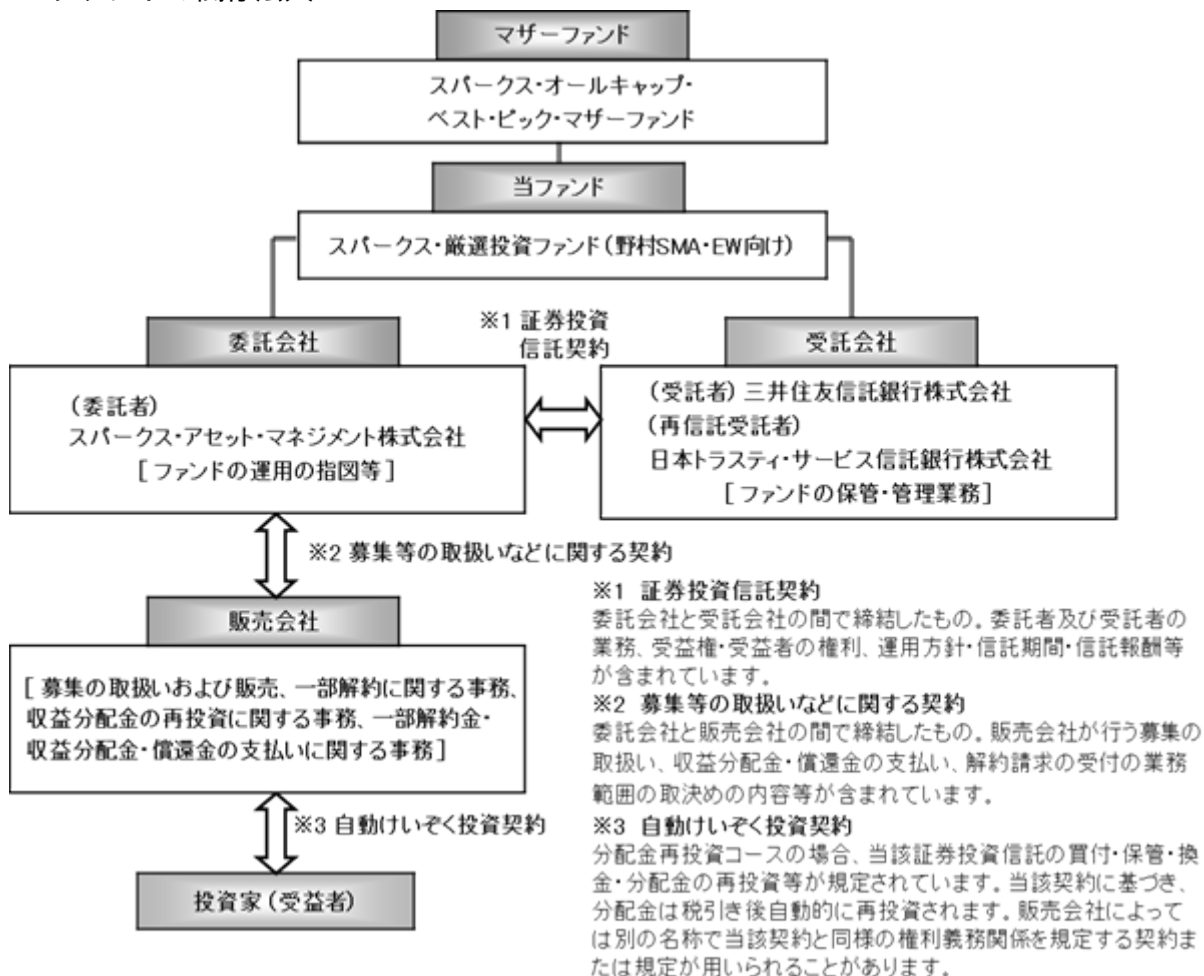 マザーファンド
スパークス・オールキャップ・
ベスト・ピック・マザーファンド
当ファンド
スパークス・厳選投資ファンド(野村SMA・EW向け)
※1 証券投資
信託契約
委託会社
(委託者)
スパークス・アセット・マネジメント株式会社
[ファンドの運用の指図等]
受託会社
(受託者) 三井住友信託銀行株式会社
(再信託受託者)
日本トラスティ・サービス信託銀行株式会社
[ファンドの保管・管理業務]
※2 募集等の取扱いなどに関する契約
販売会社
[募集の取扱いおよび販売、一部解約に関する事務、
収益分配金の再投資に関する事務、一部解約金・
収益分配金・償還金の支払いに関する事務]
※3 自動けいぞく投資契約
投資家(受益者)
※1 証券投資信託契約
委託会社と受託会社の間で締結したもの。委託者及び受託者の
業務、受益権・受益者の権利、運用方針・信託期間・信託報酬等
が含まれています。
※2 募集等の取扱いなどに関する契約
委託会社と販売会社の間で締結したもの。販売会社が行う募集の
取扱い、収益分配金・償還金の支払い、解約請求の受付の業務
範囲の取決めの内容等が含まれています。
※3 自動けいぞく投資契約
分配金再投資コースの場合、当該証券投資信託の買付・保管・換
金・分配金の再投資等が規定されています。当該契約に基づき、
分配金は税引き後自動的に再投資されます。販売会社によって
は別の名称で当該契約と同様の権利義務関係を規定する契約ま
たは規定が用いられることがあります。